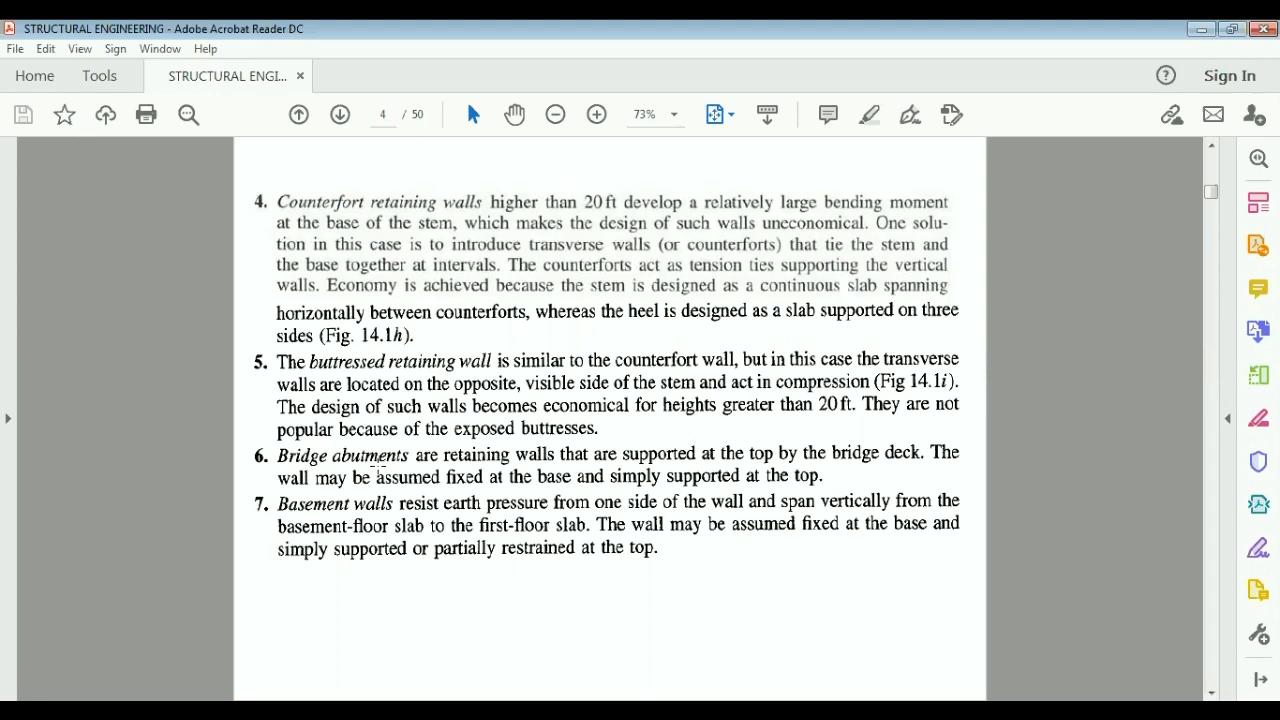 STRUCTURAL ENGINEERING - Adobe Acrobat Reader DC
File Edit View Sign Window Help
Home Tools STRUCTURAL ENGI... × Sign In
4 / 50 73%
4. Counterfort retaining walls higher than 20 ft develop a relatively large bending moment
at the base of the stem, which makes the design of such walls uneconomical. One solu-
tion in this case is to introduce transverse walls (or counterforts) that tie the stem and
the base together at intervals. The counterforts act as tension ties supporting the vertical
walls. Economy is achieved because the stem is designed as a continuous slab spanning
horizontally between counterforts, whereas the heel is designed as a slab supported on three
sides (Fig. 14.1h).
5. The buttressed retaining wall is similar to the counterfort wall, but in this case the transverse
walls are located on the opposite, visible side of the stem and act in compression (Fig 14.1i).
The design of such walls becomes economical for heights greater than 20 ft. They are not
popular because of the exposed buttresses.
6. Bridge abutments are retaining walls that are supported at the top by the bridge deck. The
wall may be assumed fixed at the base and simply supported at the top.
7. Basement walls resist earth pressure from one side of the wall and span vertically from the
basement-floor slab to the first-floor slab. The wall may be assumed fixed at the base and
simply supported or partially restrained at the top.